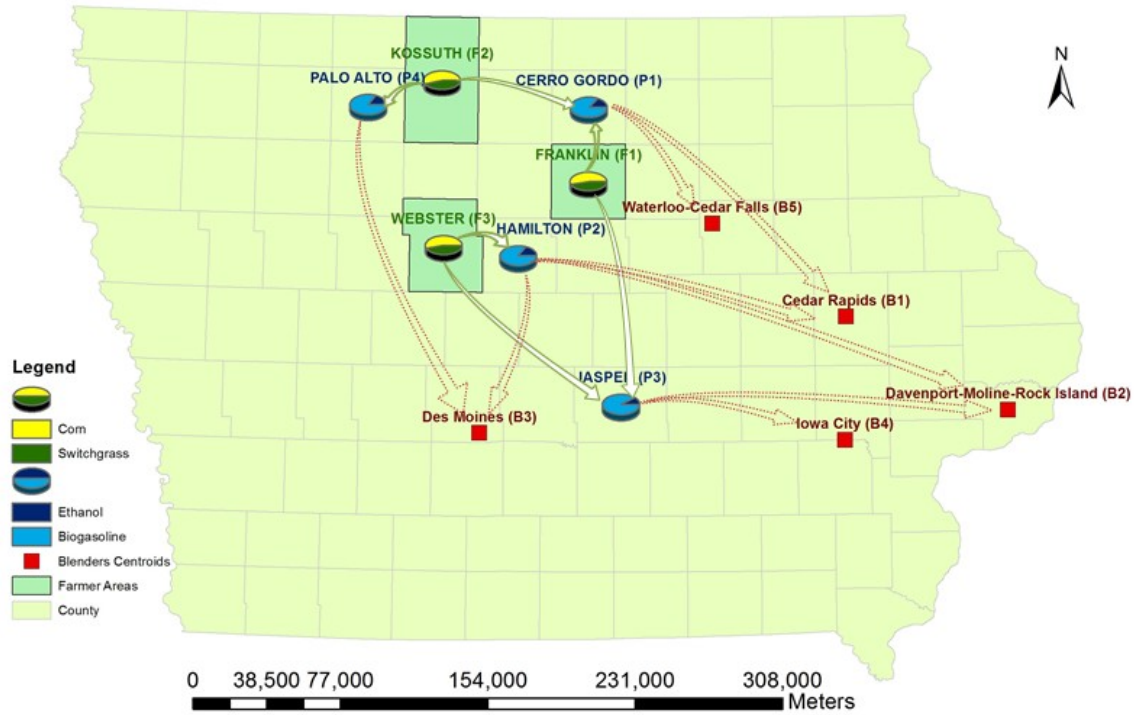 N
KOSSUTH (F2)
PALO ALTO (P4)
CERRO GORDO (P1)
FRANKLIN (F1)
Waterloo-Cedar Falls (B5)
WEBSTER (F3)
HAMILTON (P2)
Cedar Rapids (B1)
(P3)
Davenport-Moline-Rock Island (B2)
Des Moines (B3)
Iowa City (B4)
Legend
Corn
Switchgrass
Ethanol
Biogasoline
Blenders Centroids
Farmer Areas
County
0 38,500 77,000 154,000 231,000 308,000
Meters